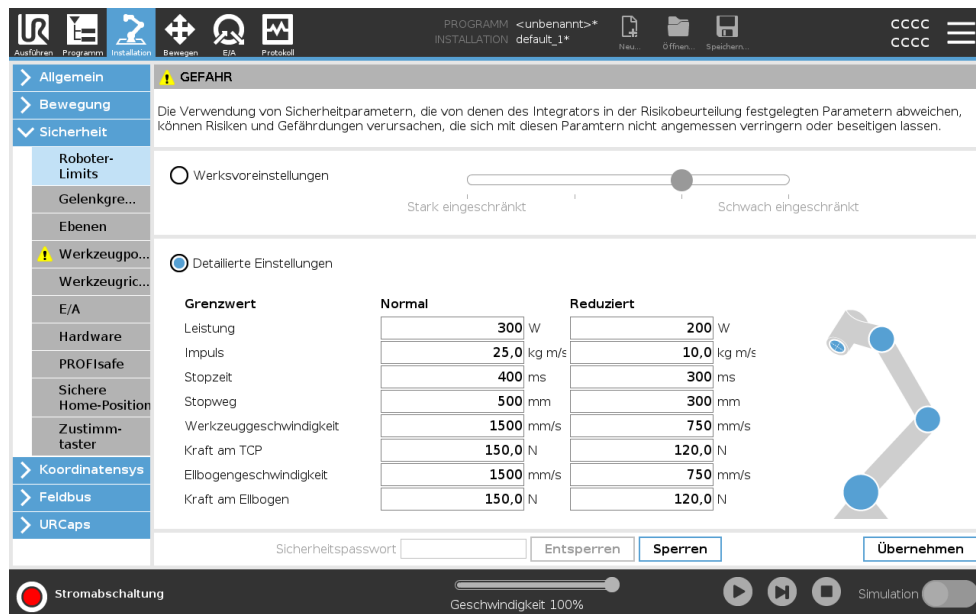 UR
PROGRAMM <unbenannt>*
INSTALLATION default_1*
CCCC
CCCC
Ausführen Programm Installation Bewegen E/A Protokoll
Neu... Öffnen... Speichern...
Allgemein
Bewegung
Sicherheit
Roboter-
Limits
Gelenkgre...
Ebenen
Werkzeugpo...
Werkzeugric...
E/A
Hardware
PROFIsafe
Sichere
Home-Position
Zustimm-
taster
Koordinatensys
Feldbus
URCaps
GEFAHR
Die Verwendung von Sicherheitparametern, die von denen des Integrators in der Risikobeurteilung festgelegten Parametern abweichen,
können Risiken und Gefährdungen verursachen, die sich mit diesen Paramtern nicht angemessen verringern oder beseitigen lassen.
Werksvoreinstellungen
Stark eingeschränkt Schwach eingeschränkt
Detailierte Einstellungen
Grenzwert Normal Reduziert
Leistung 300 W 200 W
Impuls 25,0 kg m/s 10,0 kg m/s
Stopzeit 400 ms 300 ms
Stopweg 500 mm 300 mm
Werkzeuggeschwindigkeit 1500 mm/s 750 mm/s
Kraft am TCP 150,0 N 120,0 N
Ellbogengeschwindigkeit 1500 mm/s 750 mm/s
Kraft am Ellbogen 150,0 N 120,0 N
Sicherheitspasswort Entsperren Sperren Übernehmen
Stromabschaltung
Geschwindigkeit 100%
Simulation